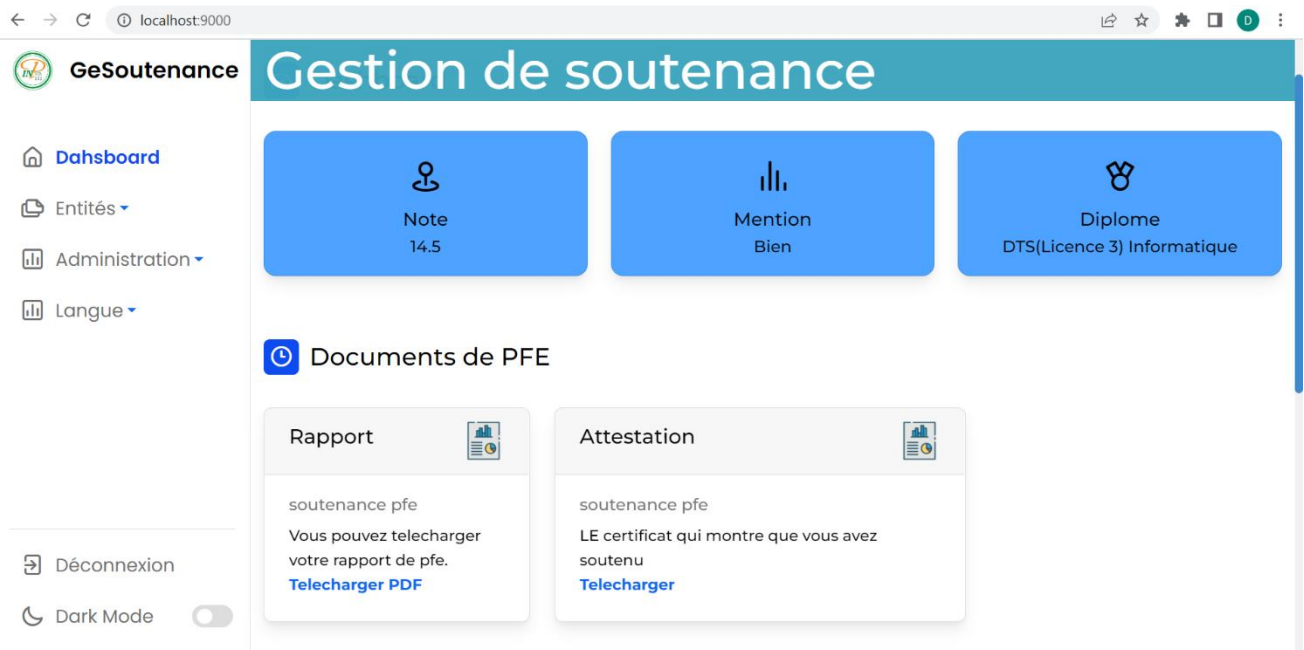 localhost:9000
D
GeSoutenance
Gestion de soutenance
Dahsboard
Entités
Administration
Langue
Déconnexion
Dark Mode
Note
14.5
Mention
Bien
Diplome
DTS(Licence 3) Informatique
Documents de PFE
Rapport
soutenance pfe
Vous pouvez telecharger
votre rapport de pfe.
Telecharger PDF
Attestation
soutenance pfe
LE certificat qui montre que vous avez
soutenu
Telecharger